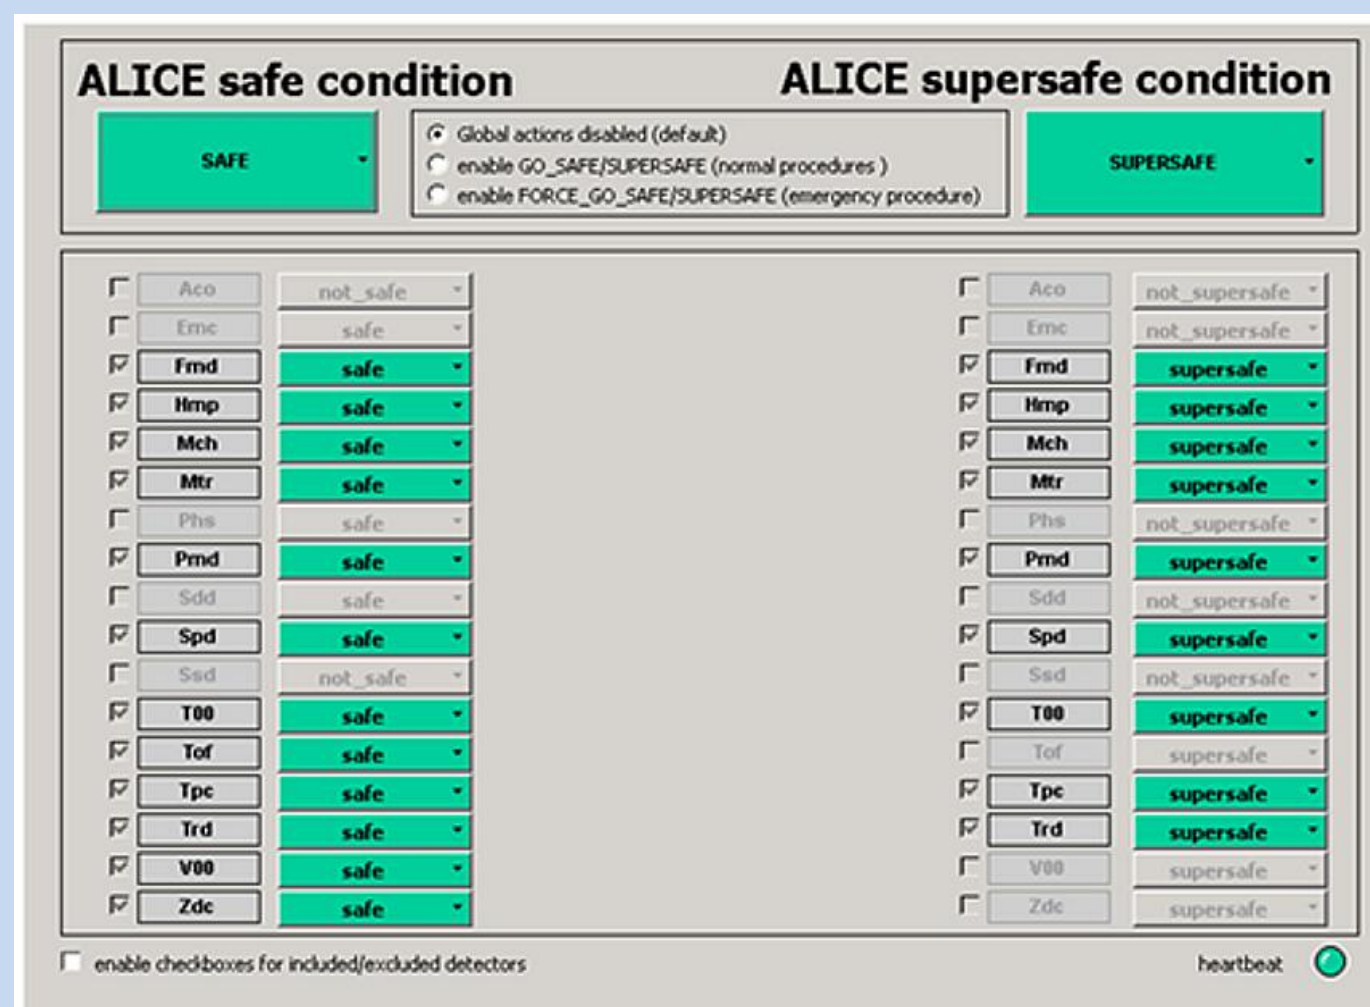 ALICE safe condition ALICE supersafe condition
SAFE
Global actions disabled (default)
enable GO_SAFE/SUPERSAFE (normal procedures )
enable FORCE_GO_SAFE/SUPERSAFE (emergency procedure)
SUPERSAFE
Aco not_safe Aco not_supersafe
Emc safe Emc not_supersafe
Fmd safe Fmd supersafe
Hmp safe Hmp supersafe
Mch safe Mch supersafe
Mtr safe Mtr supersafe
Phs safe Phs not_supersafe
Pmd safe Pmd supersafe
Sdd safe Sdd not_supersafe
Spd safe Spd supersafe
Ssd not_safe Ssd not_supersafe
T00 safe T00 supersafe
Tof safe Tof supersafe
Tpc safe Tpc supersafe
Trd safe Trd supersafe
V00 safe V00 supersafe
Zdc safe Zdc supersafe
enable checkboxes for included/excluded detectors heartbeat